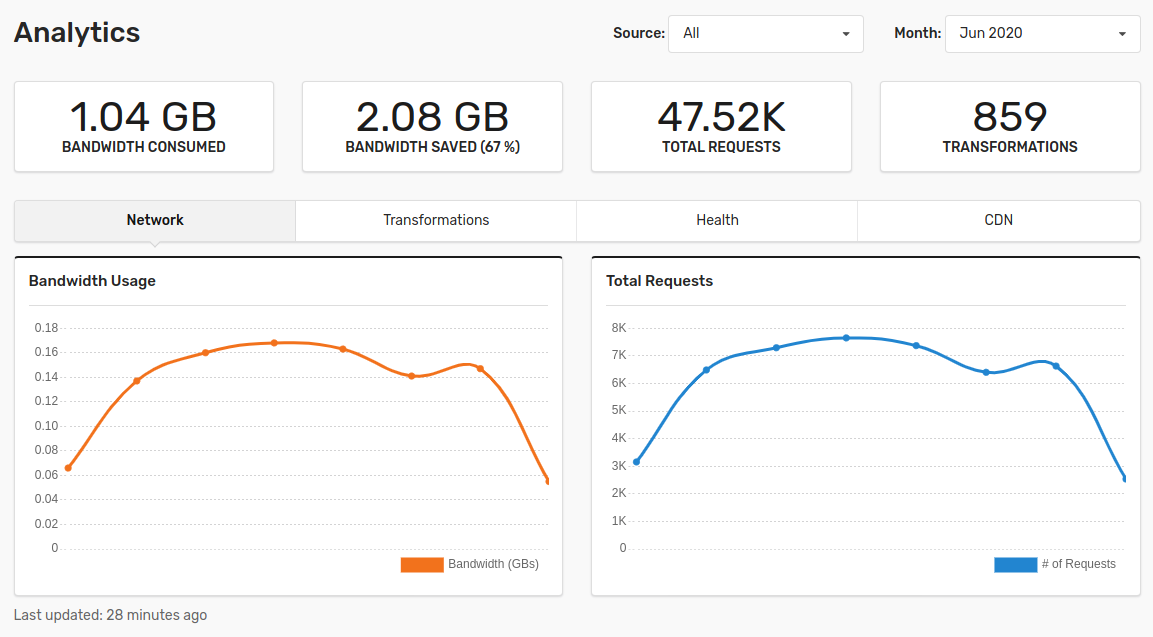 Analytics
Source: All
Month: Jun 2020
1.04 GB
BANDWIDTH CONSUMED
2.08 GB
BANDWIDTH SAVED (67 %)
47.52K
TOTAL REQUESTS
859
TRANSFORMATIONS
Network
Transformations
Health
CDN
Bandwidth Usage
0.18
0.16
0.14
0.12
0.10
0.08
0.06
0.04
0.02
0
Bandwidth (GBs)
Total Requests
8K
7K
6K
5K
4K
3K
2K
1K
0
# of Requests
Last updated: 28 minutes ago